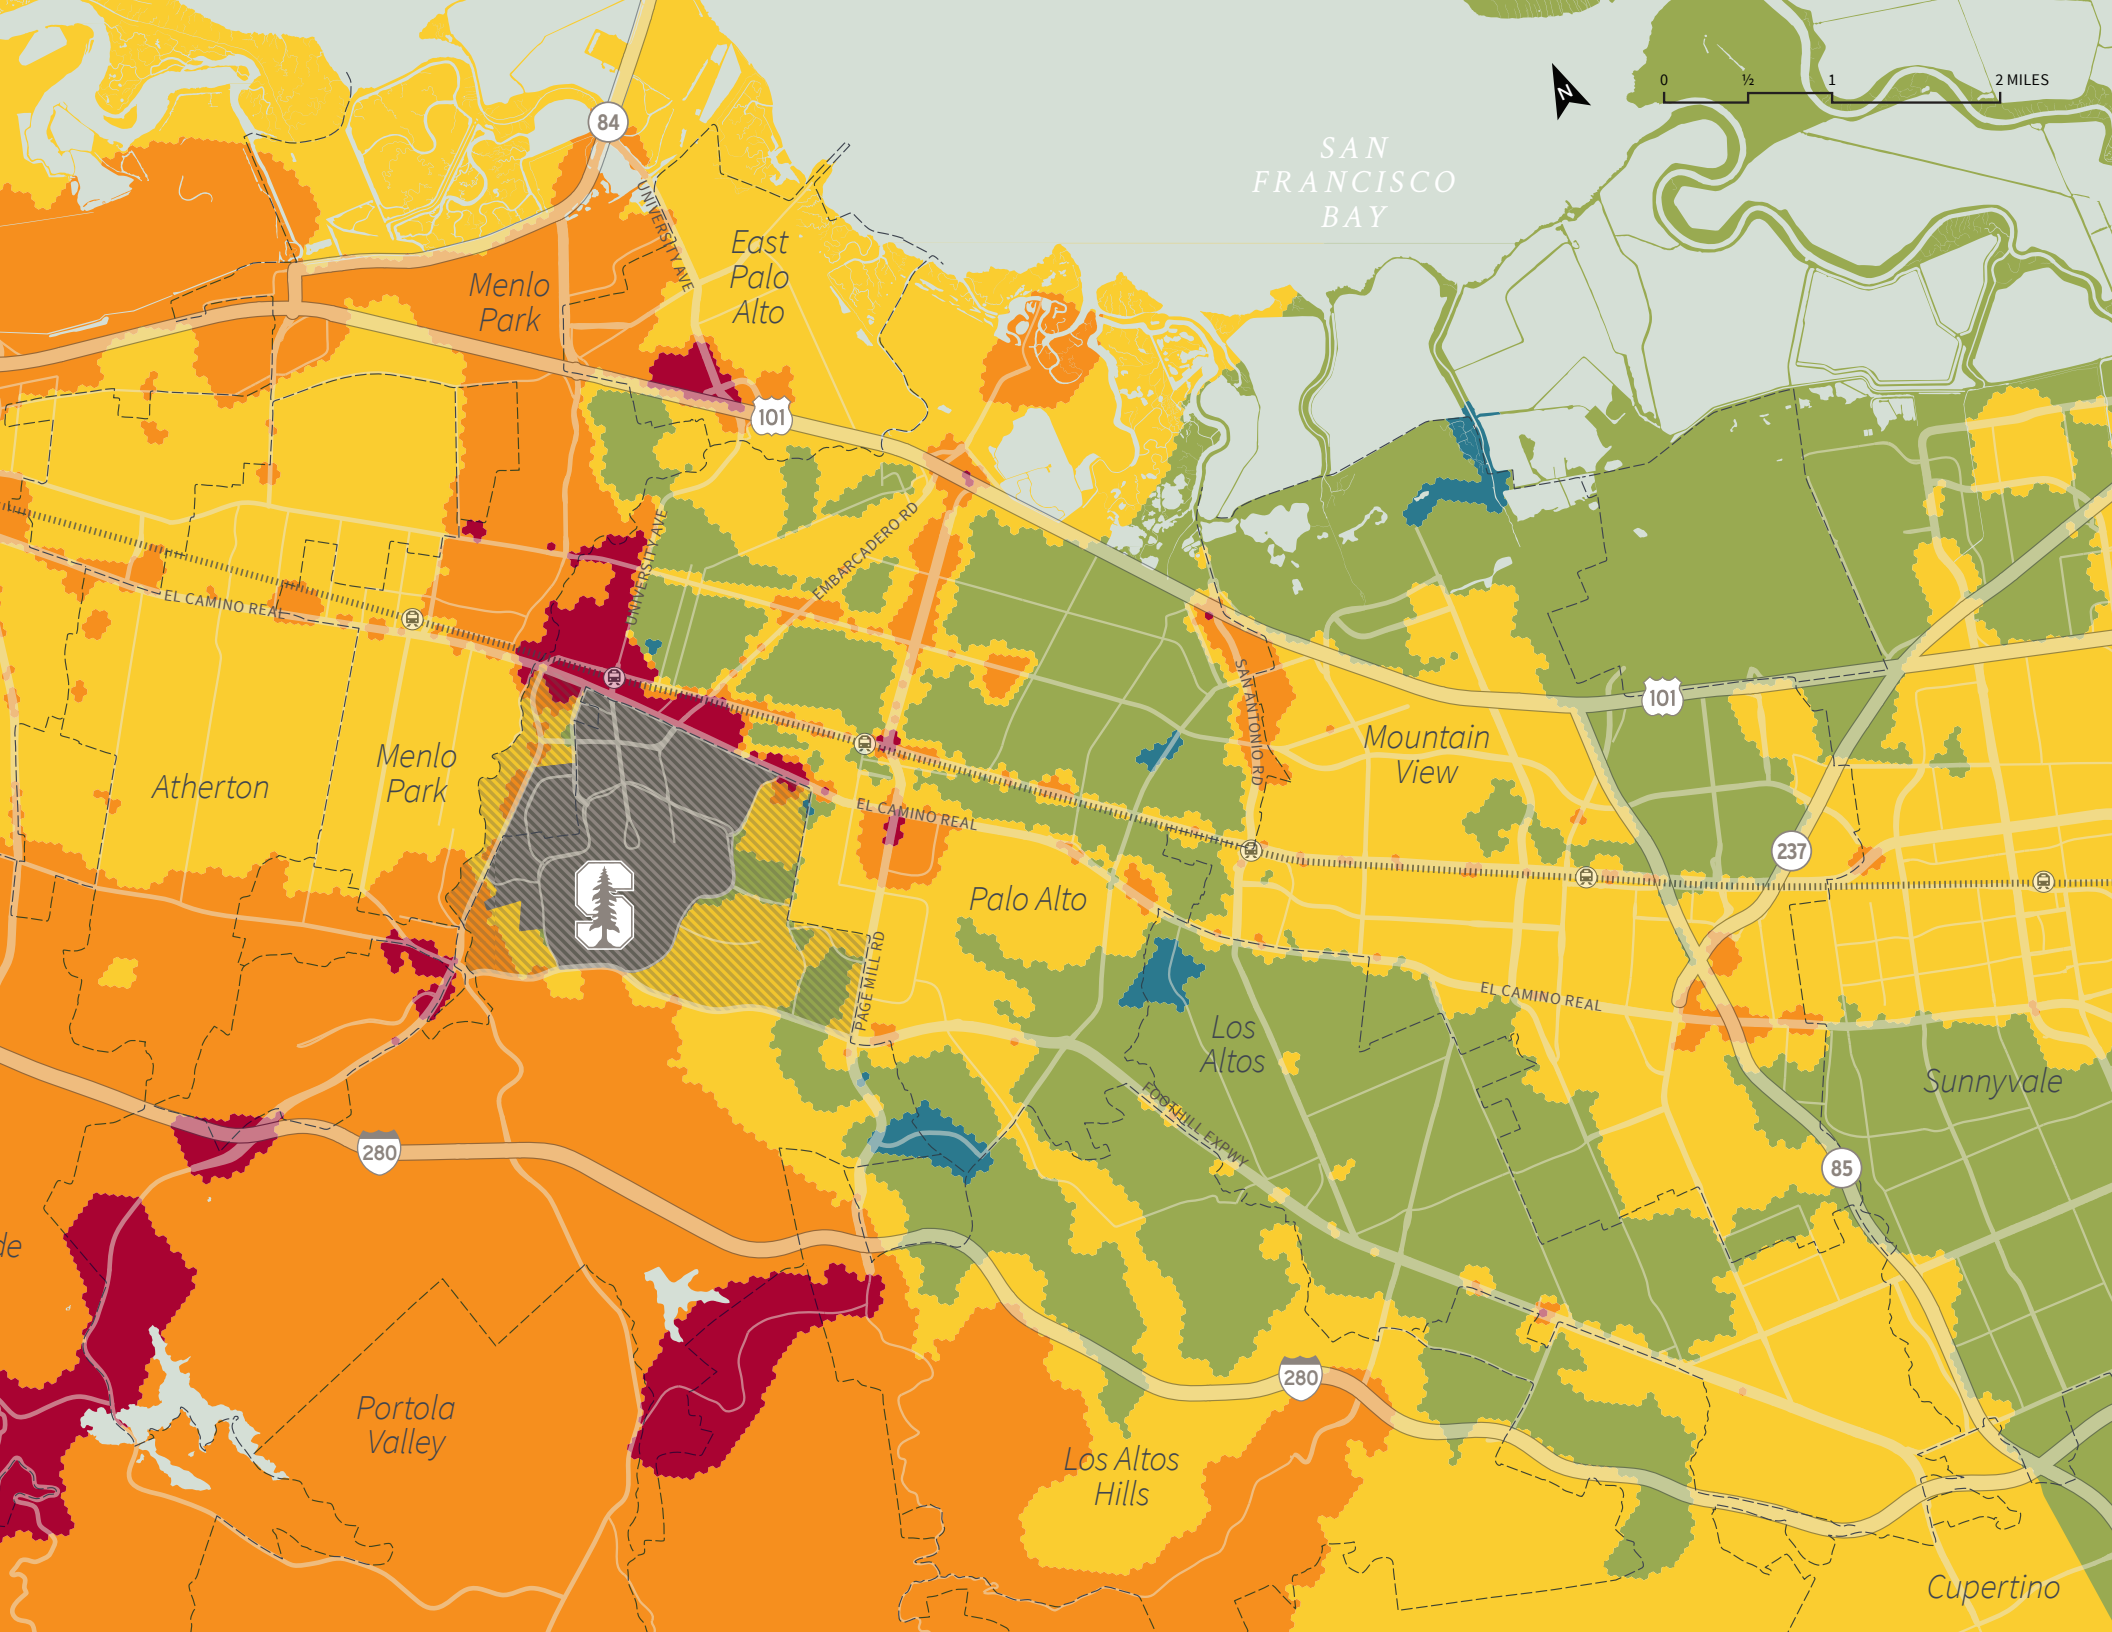 0 ½ 1 2 MILES
N
84
SAN
FRANCISCO
BAY
UNIVERSITY AVE
East
Palo
Alto
Menlo
Park
101
EMBARCADERO RD
UNIVERSITY AVE
EL CAMINO REAL
SAN ANTONIO RD
101
Mountain
View
Menlo
Park
Atherton
EL CAMINO REAL
237
S
Palo Alto
PAGE MILL RD
EL CAMINO REAL
Los
Altos
Sunnyvale
FOOTHILL EXPWY
280
85
de
280
Portola
Valley
Los Altos
Hills
Cupertino